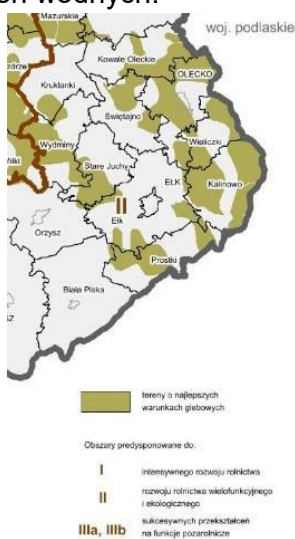 woj. podlaskie
Mazurskie
Kowale Oleckie
OLECKO
Kruklanki
Świętajno
Wieliczki
Wydminy
Stare Juchy
EŁK
Kalinowo
II
Ełk
Orzysz
Prostki
Biała Piska
tereny o najlepszych
warunkach glebowych
Obszary predysponowane do:
I intensywnego rozwoju rolnictwa
II rozwoju rolnictwa wielofunkcyjnego
i ekologicznego
IIIa, IIIb sukcesywnych przekształceń
na funkcje pozarolnicze